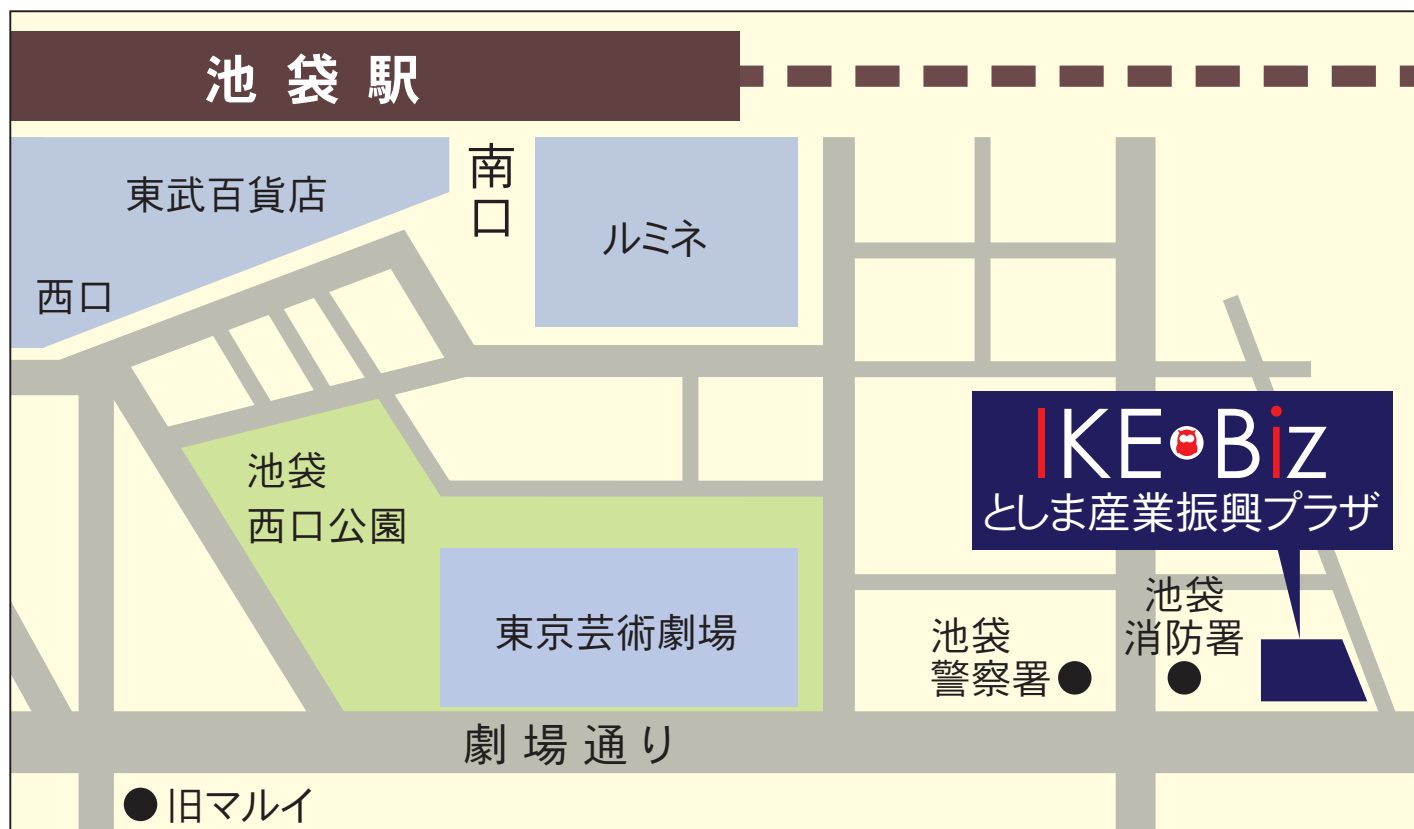 池袋駅
東武百貨店
南口
ルミネ
西口
IKE Biz
としま産業振興プラザ
池袋
西口公園
東京芸術劇場
池袋
警察署
池袋
消防署
劇場通り
旧マルイ